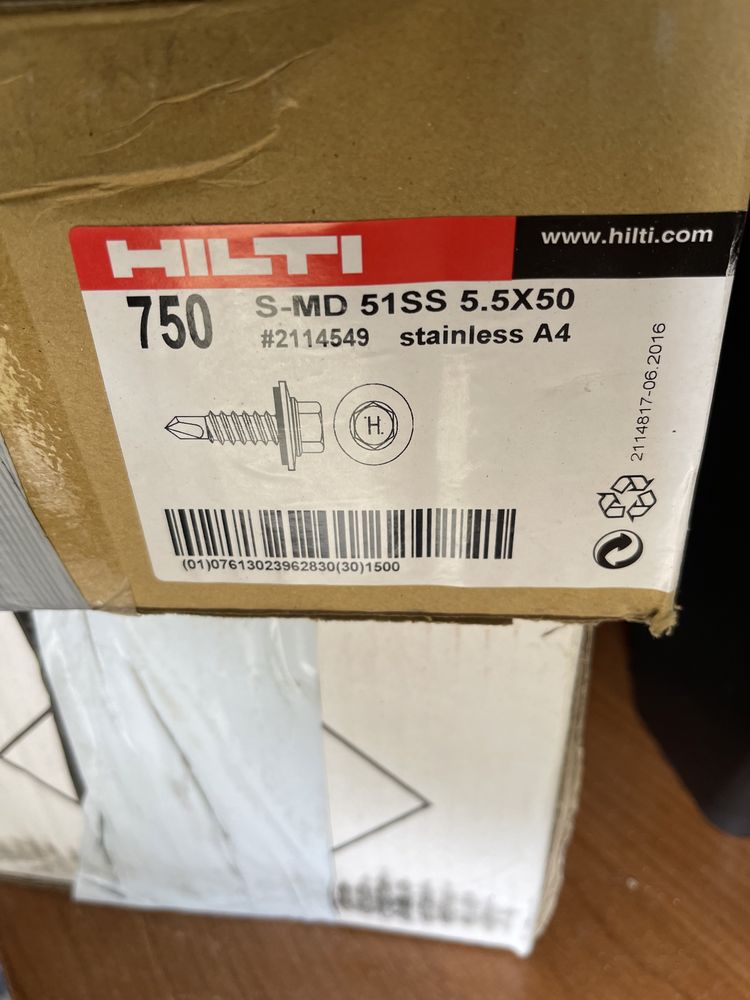 HILTI
www.hilti.com
750
S-MD 51SS 5.5X50
#2114549 stainless A4
H
2114817-06.2016
(01)07613023962830(30)1500